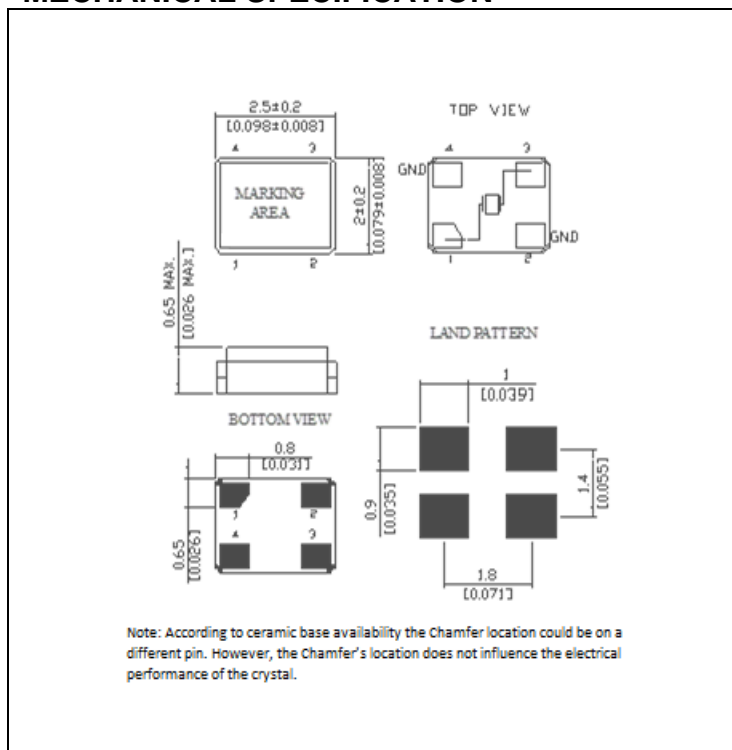 MECHANICAL SPECIFICATION
2.5±0.2
[0.098±0.008]
4 3
MARKING
AREA
1 2
2±0.2
[0.079±0.008]
TOP VIEW
4 3
GND
GND
1 2
0.65 MAX.
[0.026 MAX.]
LAND PATTERN
1
[0.039]
0.9
[0.035]
1.4
[0.055]
1.8
[0.071]
BOTTOM VIEW
0.8
[0.031]
1 2
4 3
0.65
[0.026]
Note: According to ceramic base availability the Chamfer location could be on a
different pin. However, the Chamfer's location does not influence the electrical
performance of the crystal.